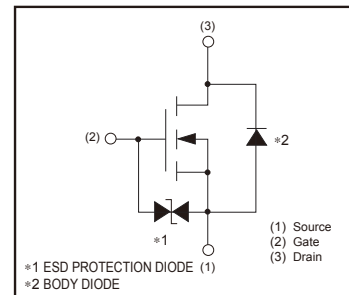 (3)
(2)
∗2
∗1
(1) Source
(2) Gate
(3) Drain
∗1 ESD PROTECTION DIODE (1)
∗2 BODY DIODE